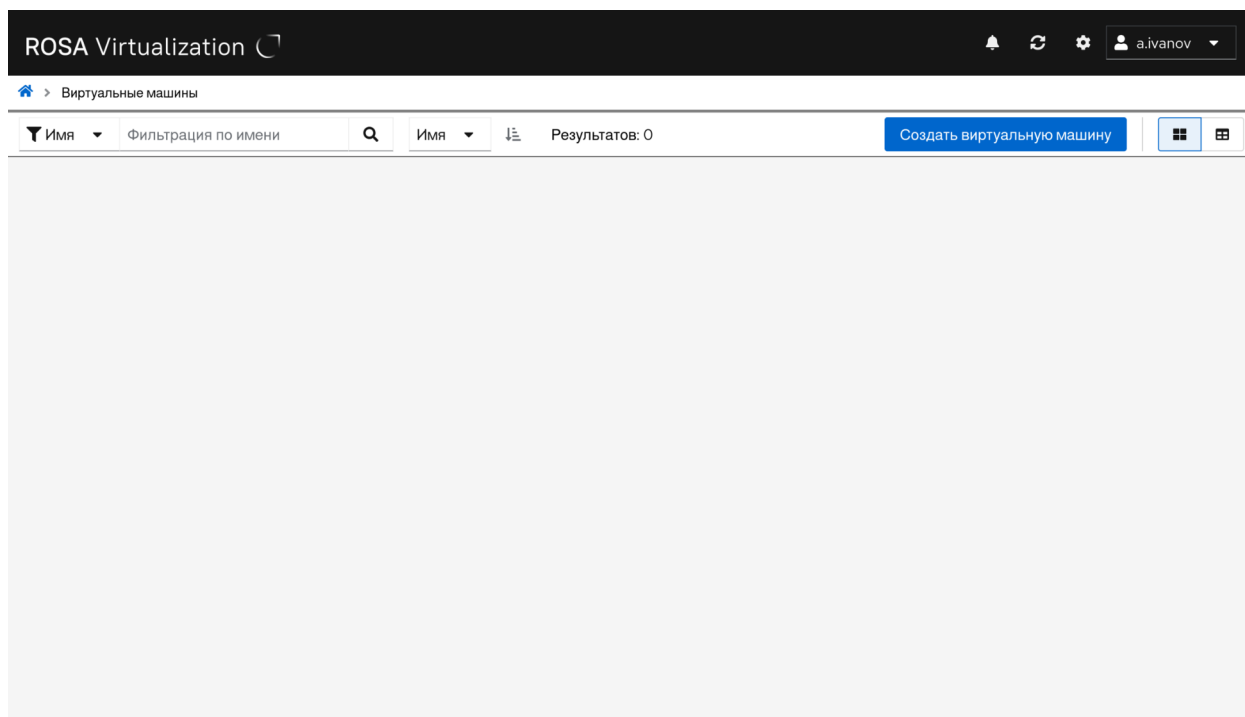 ROSA Virtualization
a.ivanov
Виртуальные машины
Имя
Фильтрация по имени
Имя
Результатов: 0
Создать виртуальную машину